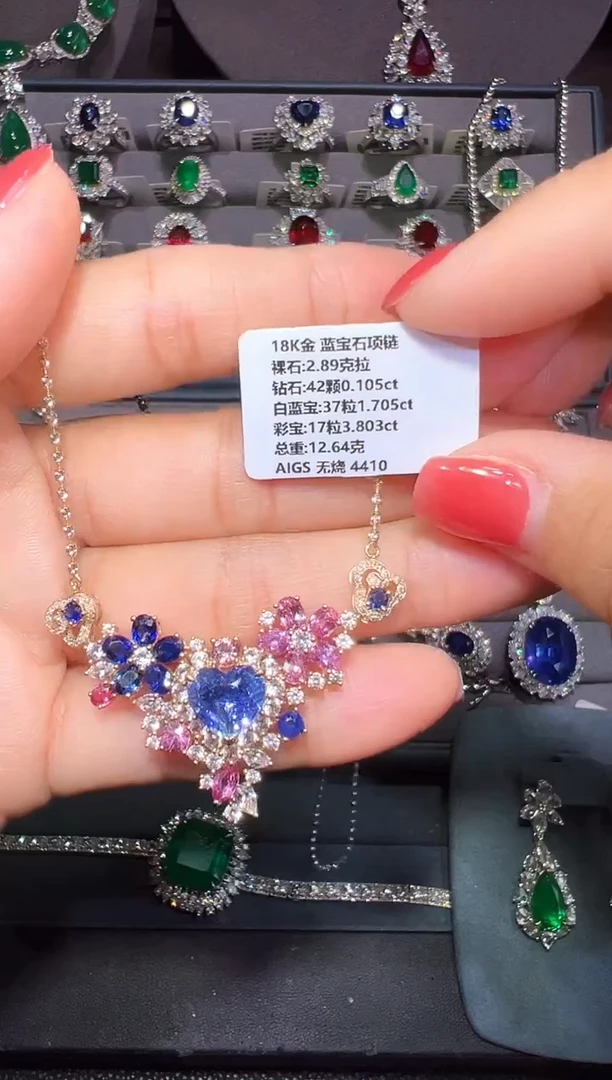 18K金 蓝宝石项链
裸石:2.89克拉
钻石:42颗0.105ct
白蓝宝:37粒1.705ct
彩宝:17粒3.803ct
总重:12.64克
AIGS 无烧 4410